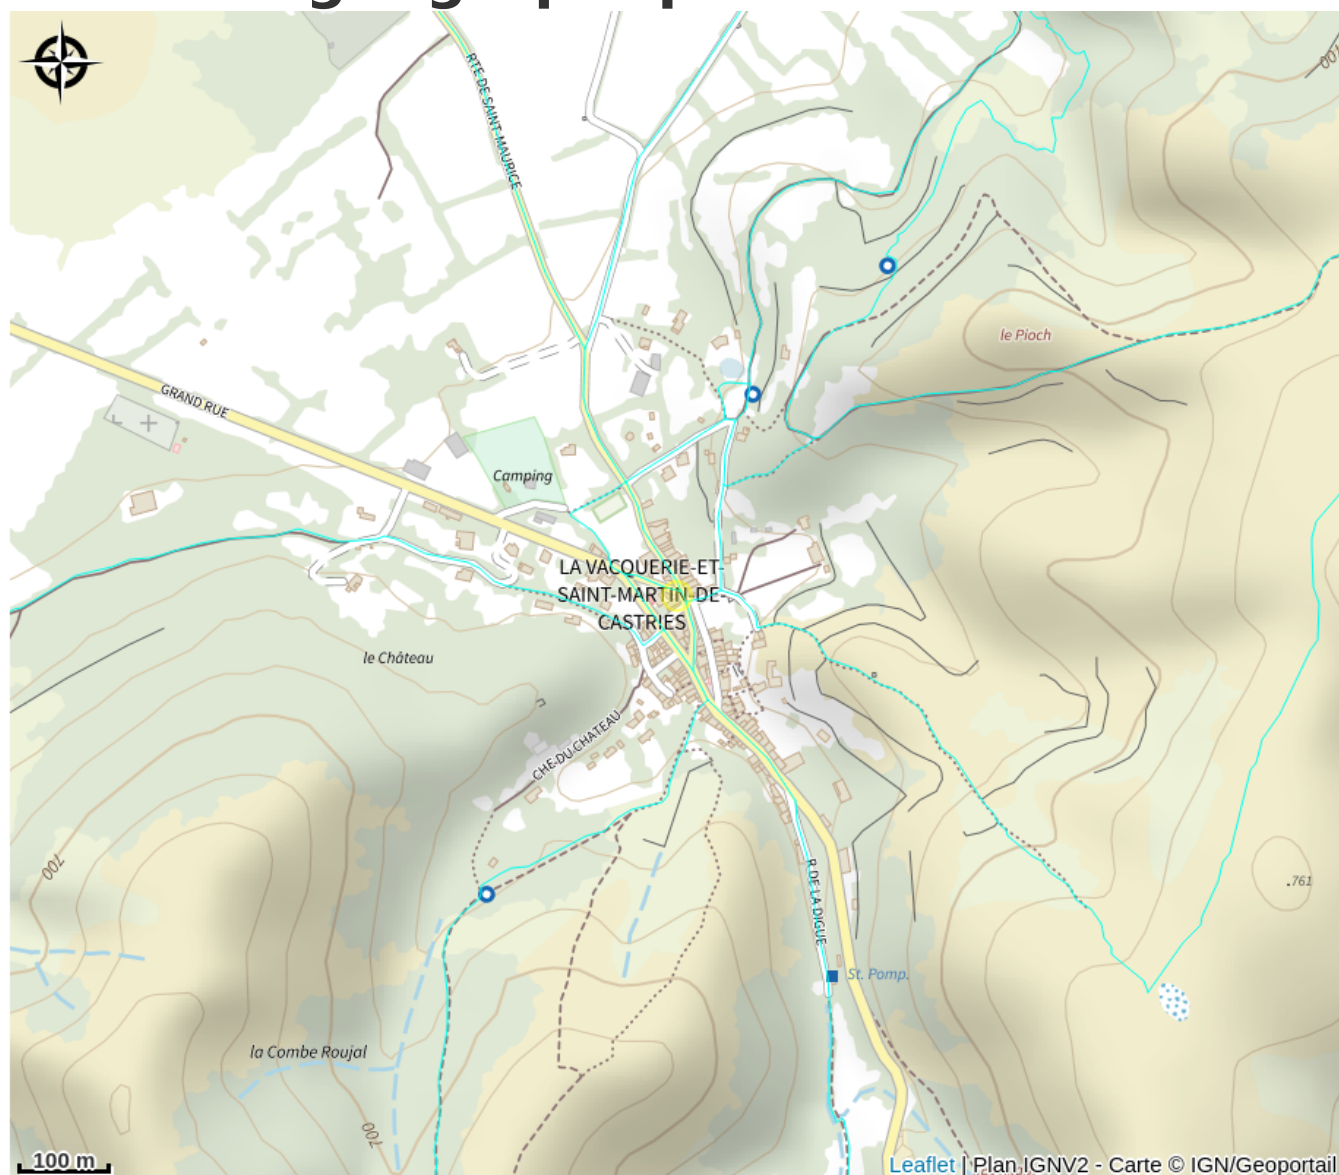 RTE DE SAINT-MAURICE
100
le Pioch
GRAND RUE
Camping
LA VACQUERIE-ET-
SAINT-MARTIN-DE-
CASTRIES
le Château
CHE DU CHATEAU
700
R DE LA DIGUE
.761
St. Pomp.
la Combe Roujal
700
100 m
Leaflet | Plan IGNV2 - Carte © IGN/Geoportail